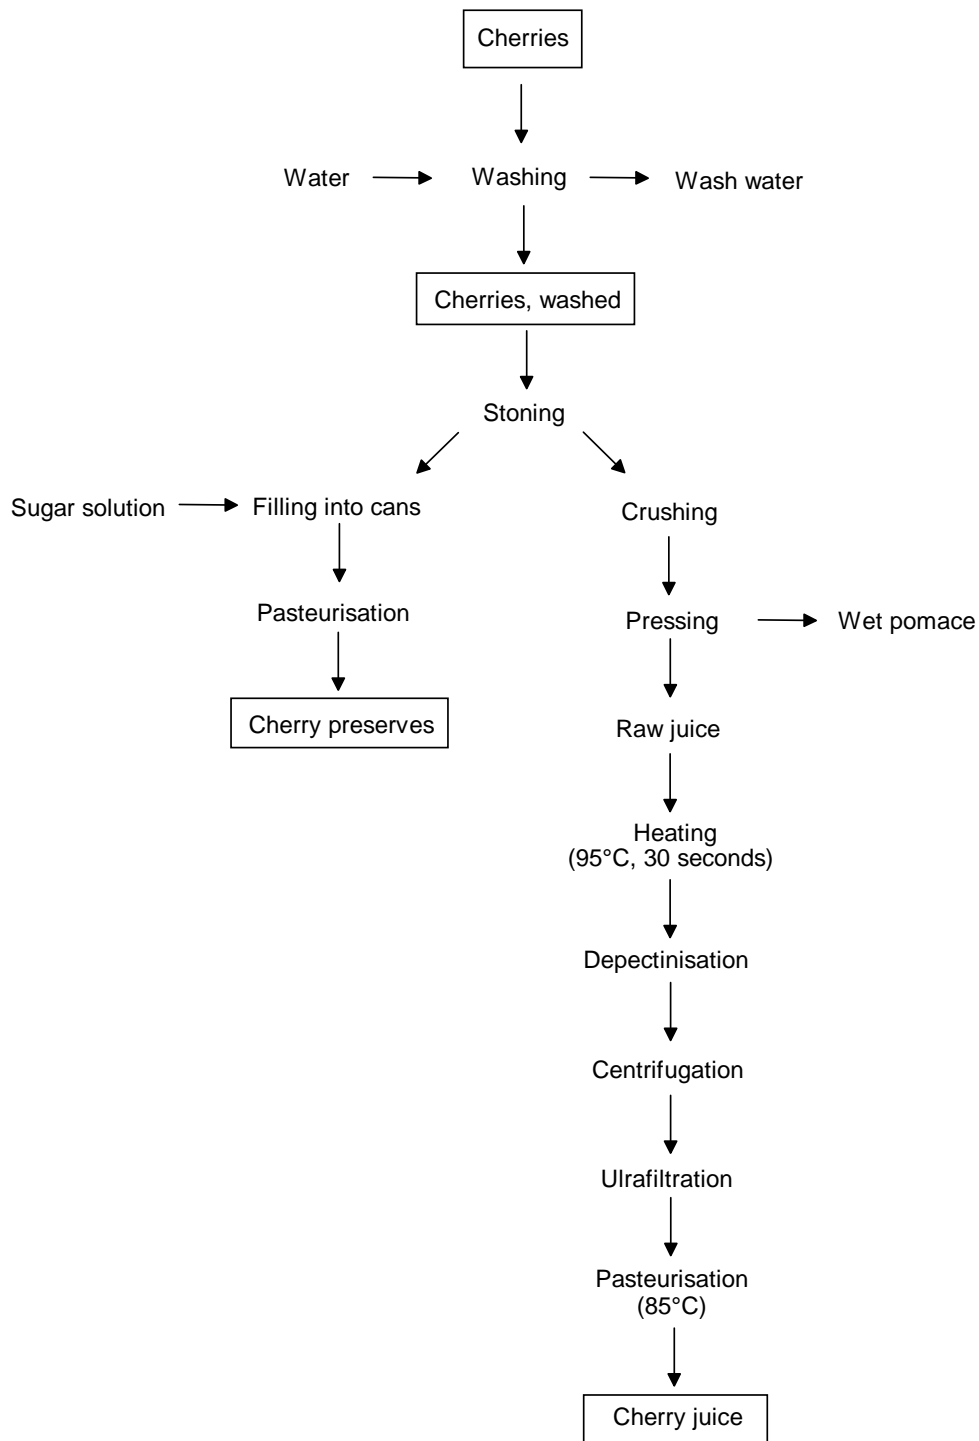 Cherries
Water
Washing
Wash water
Cherries, washed
Stoning
Sugar solution
Filling into cans
Crushing
Pasteurisation
Pressing
Wet pomace
Cherry preserves
Raw juice
Heating
(95°C, 30 seconds)
Depectinisation
Centrifugation
Ulrafiltration
Pasteurisation
(85°C)
Cherry juice